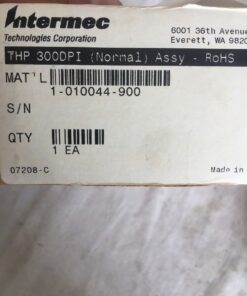 Intermec
Technologies Corporation
6001 36th Avenue
Everett, WA 9820
THP 300DPI (Normal) Assy - RoHS
MAT'L
1-010044-900
S/N
QTY
1 EA
07208-C
Made in